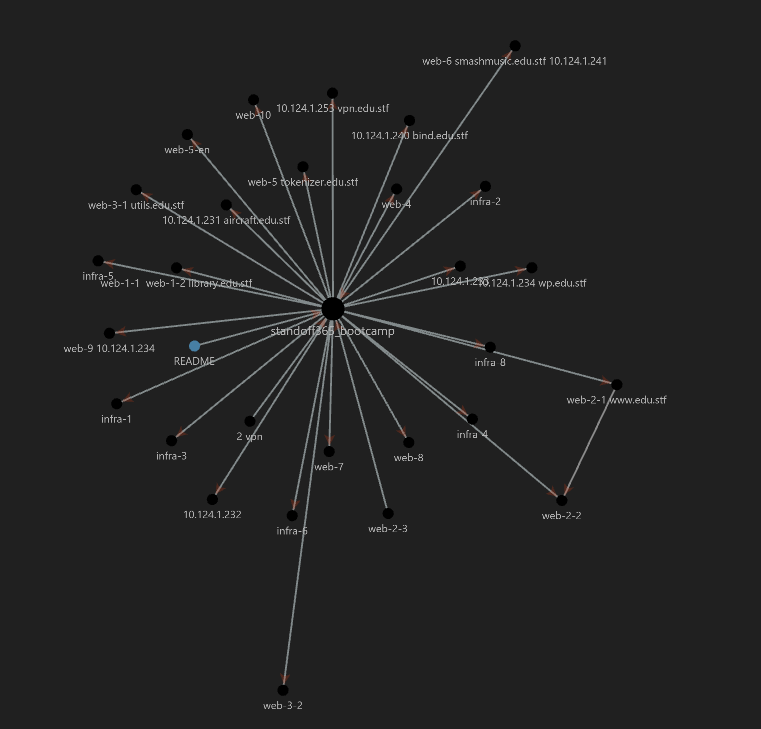 web-6 smashmusic.edu.stf 10.124.1.241
10.124.1.253 vpn.edu.stf
web-10
10.124.1.240 bind.edu.stf
web-5-en
web-5 tokenizer.edu.stf
web-3-1 utils.edu.stf
web-4
infra-2
10.124.1.231 aircraft.edu.stf
infra-5
web-1-1
web-1-2 library.edu.stf
10.124.1.234 wp.edu.stf
standoff365_bootcamp
web-9 10.124.1.234
README
infra-8
web-2-1 www.edu.stf
infra-1
2 vpn
infra-4
infra-3
web-7
web-8
10.124.1.232
infra-6
web-2-3
web-2-2
web-3-2